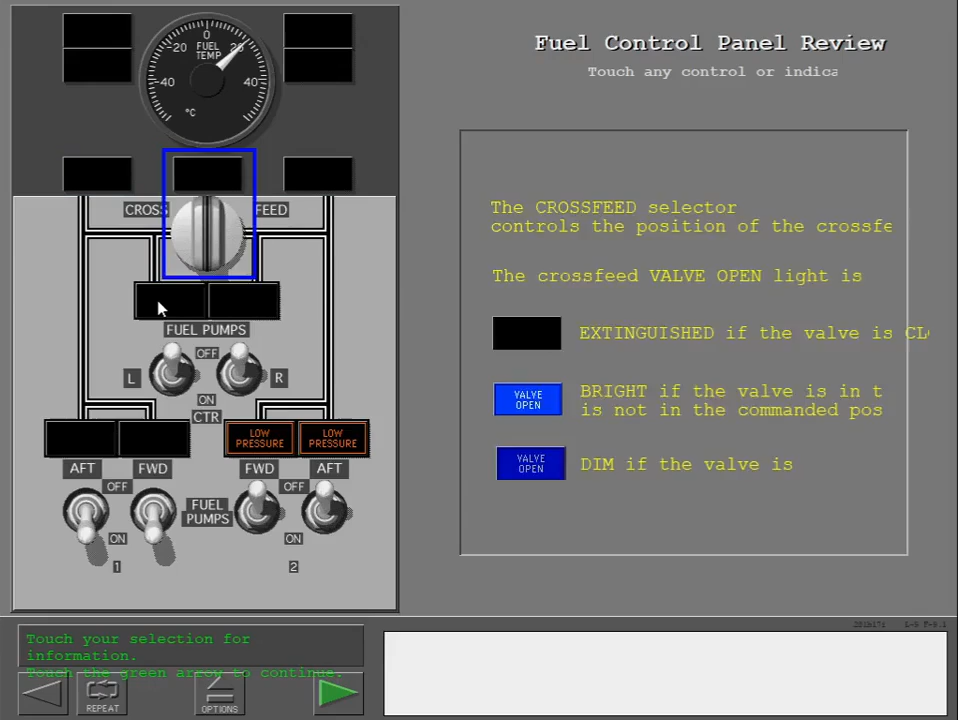 Fuel Control Panel Review
Touch any control or indica
0
-20
20
FUEL
TEMP
-40
40
°C
CROSS
FEED
FUEL PUMPS
OFF
L
R
ON
CTR
LOW
PRESSURE
LOW
PRESSURE
AFT
FWD
FWD
AFT
OFF
OFF
FUEL
PUMPS
ON
ON
1
2
The CROSSFEED selector
controls the position of the crossfe
The crossfeed VALVE OPEN light is
EXTINGUISHED if the valve is CLO
VALVE
OPEN
BRIGHT if the valve is in t
is not in the commanded pos
VALVE
OPEN
DIM if the valve is
Touch your selection for
information.
Touch the green arrow to continue.
REPEAT
OPTIONS